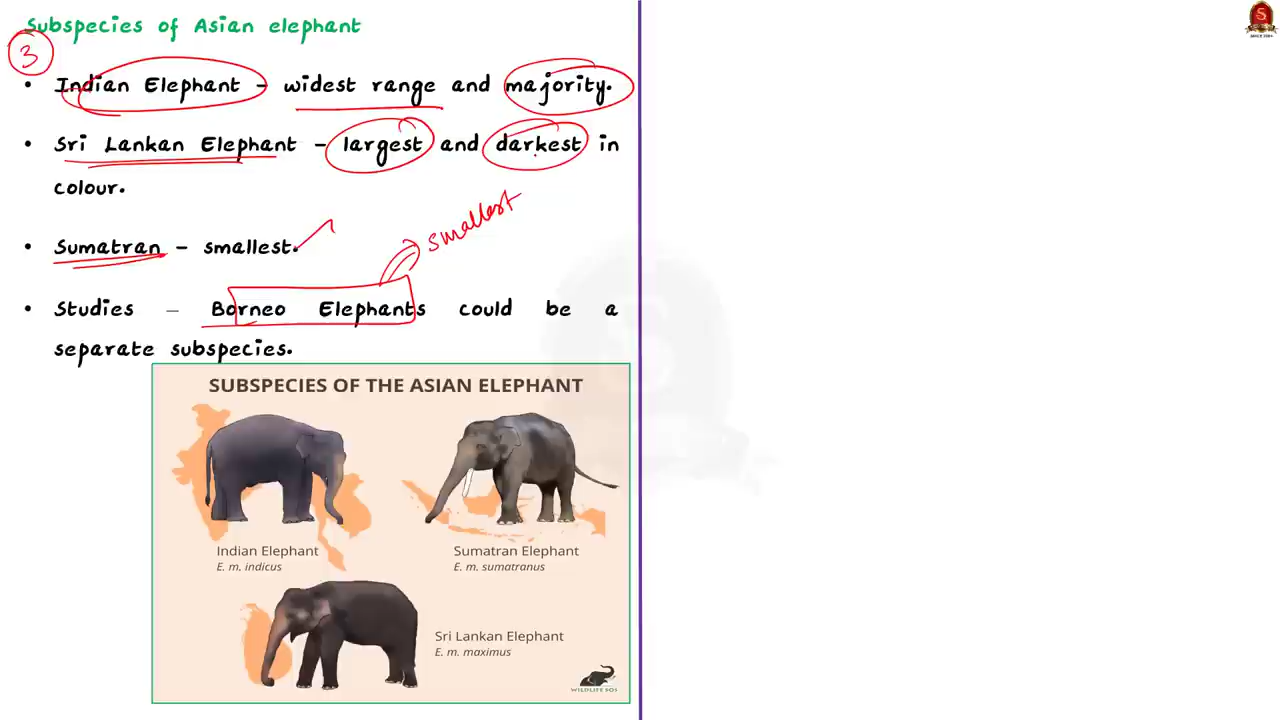 Subspecies of Asian elephant
3
• Indian Elephant - widest range and majority.
• Sri Lankan Elephant - largest and darkest in
colour.
smallest
• Sumatran - smallest.
• Studies - Borneo Elephants could be a
separate subspecies.
SUBSPECIES OF THE ASIAN ELEPHANT
Indian Elephant
E. m. indicus
Sumatran Elephant
E. m. sumatranus
Sri Lankan Elephant
E. m. maximus
WILDLIFE SOS
S